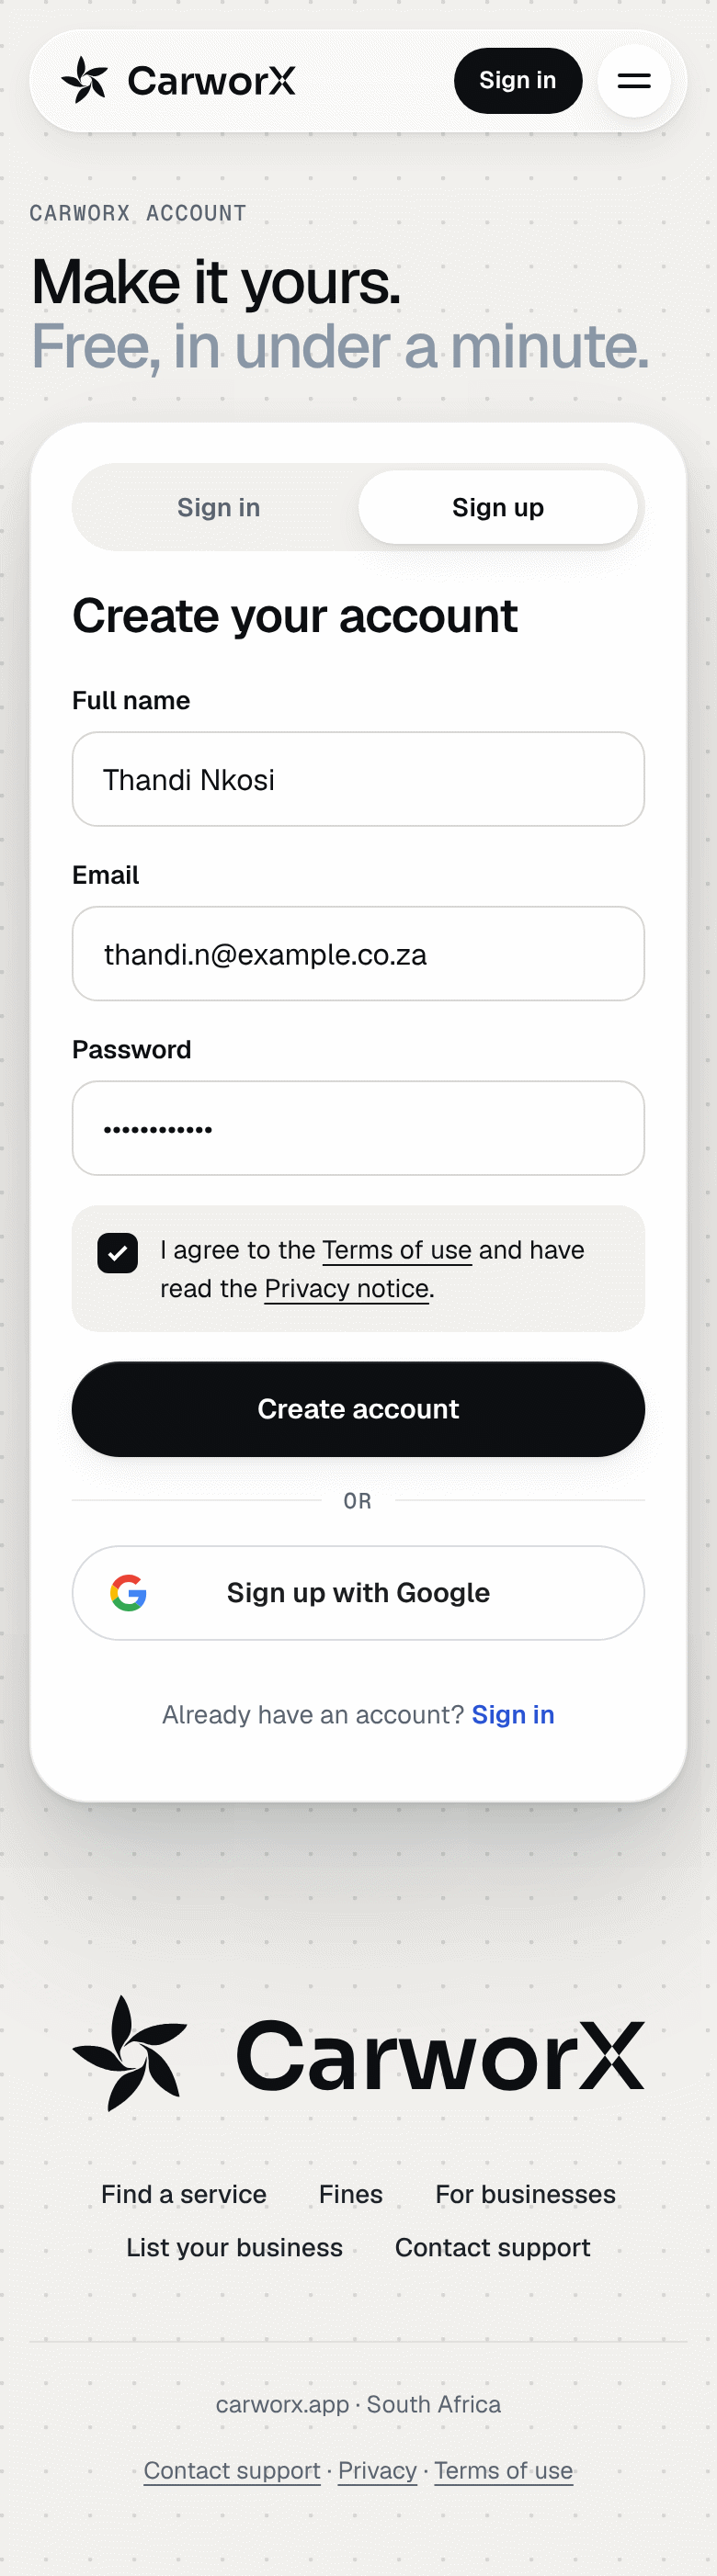 CarworX
Sign in
CARWORX ACCOUNT
Make it yours.
Free, in under a minute.
Sign in
Sign up
Create your account
Full name
Thandi Nkosi
Email
thandi.n@example.co.za
Password
••••••••••••
I agree to the Terms of use and have
read the Privacy notice.
Create account
OR
Sign up with Google
Already have an account? Sign in
CarworX
Find a service Fines For businesses
List your business Contact support
carworx.app · South Africa
Contact support · Privacy · Terms of use